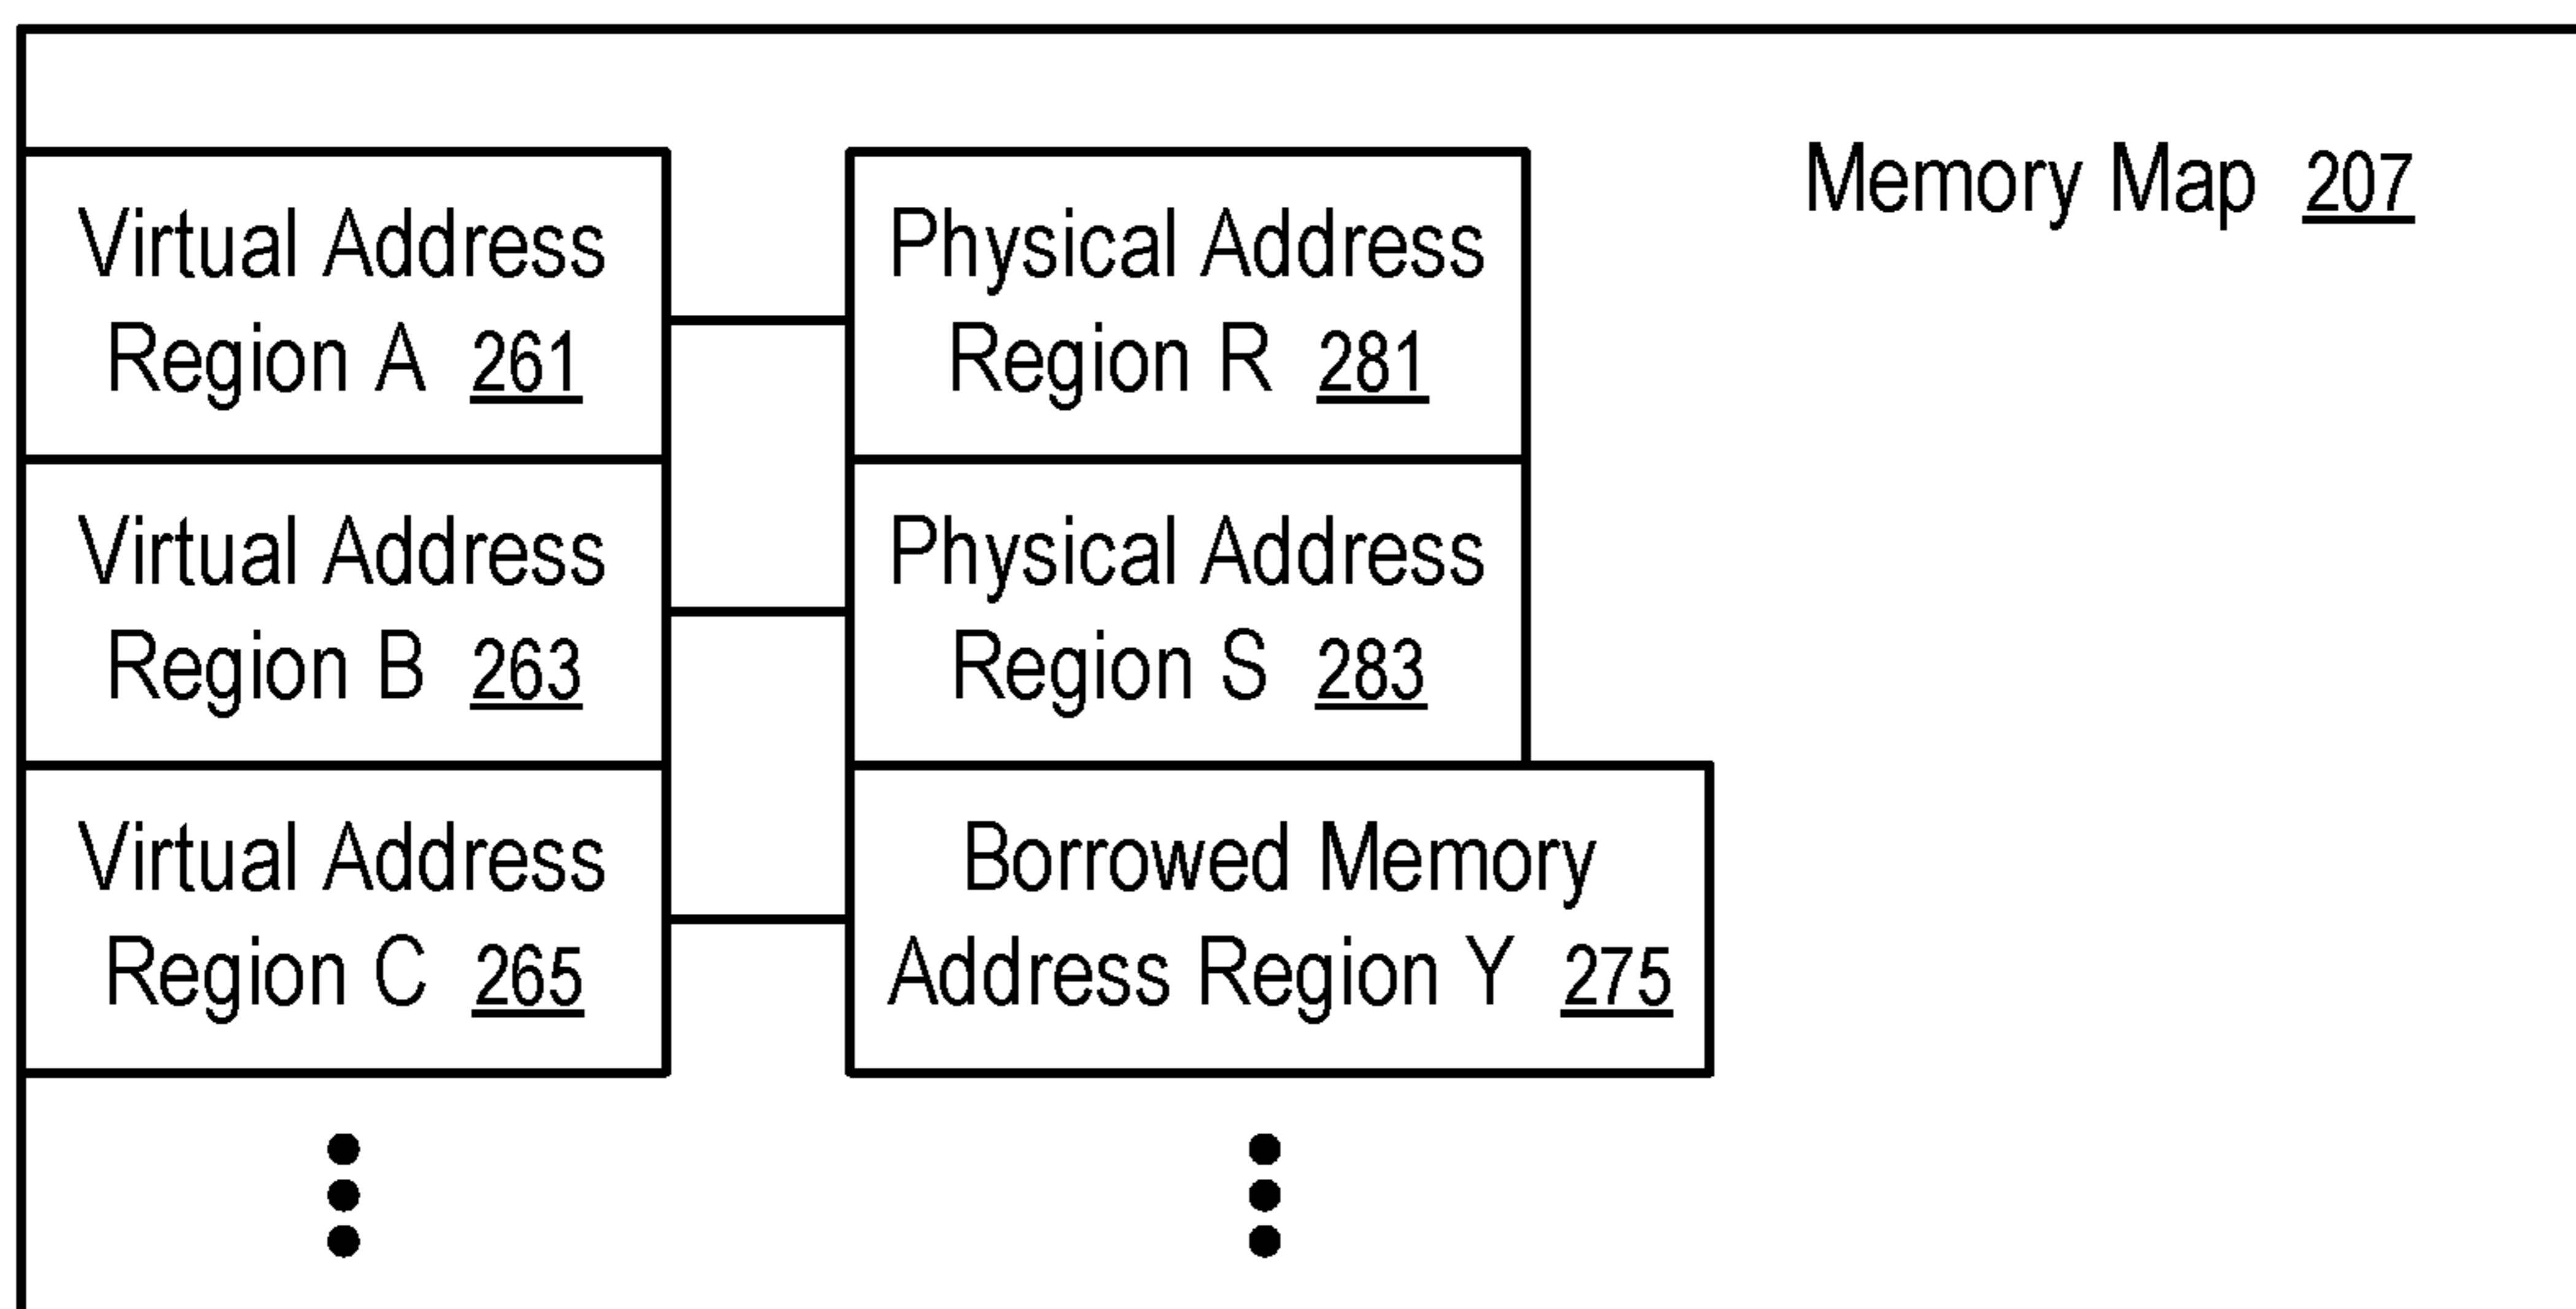 Memory Map 207
Virtual Address
Region A 261
Physical Address
Region R 281
Virtual Address
Region B 263
Physical Address
Region S 283
Virtual Address
Region C 265
Borrowed Memory
Address Region Y 275